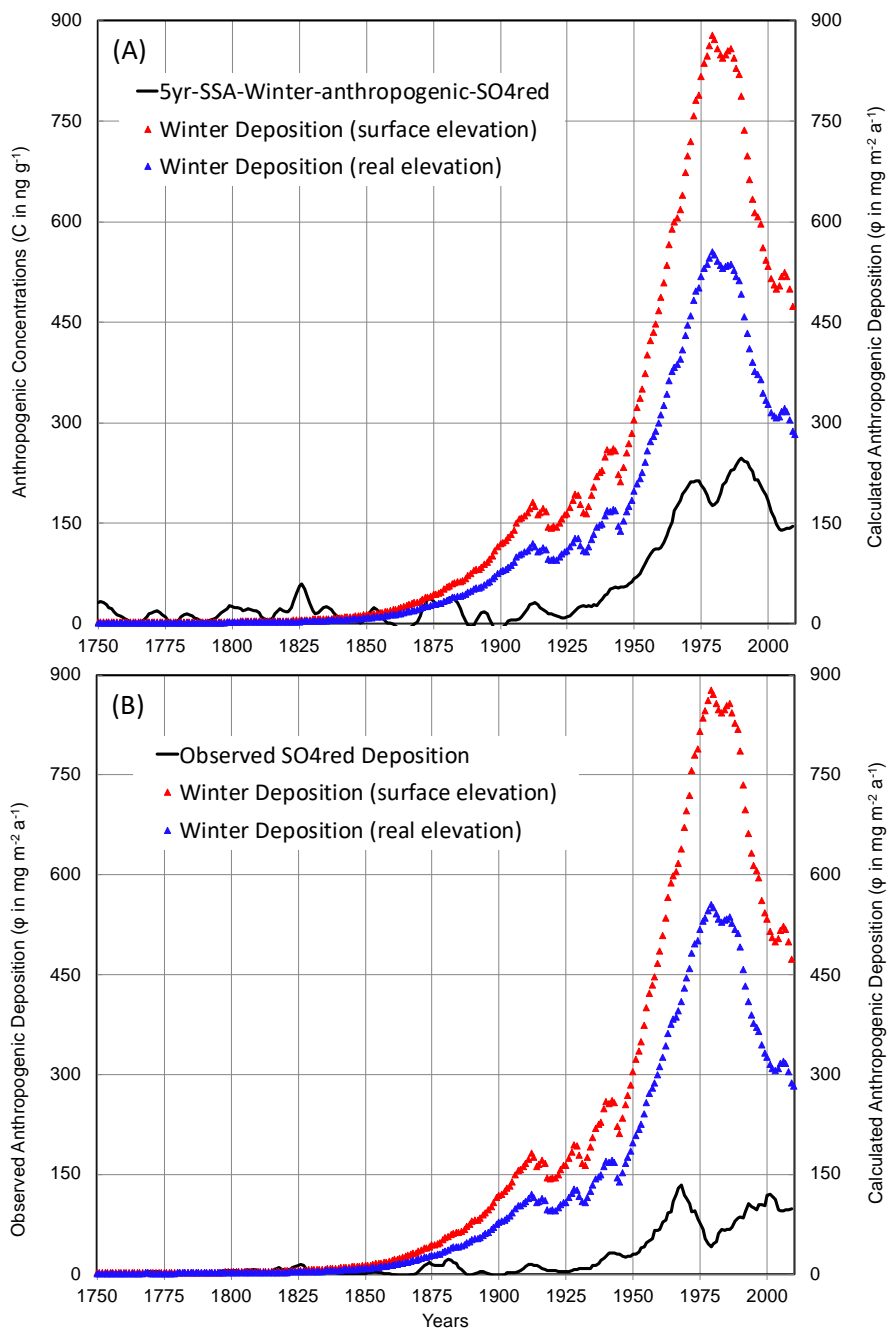 (A)
5yr-SSA-Winter-anthropogenic-SO4red
Winter Deposition (surface elevation)
Winter Deposition (real elevation)
Anthropogenic Concentrations (C in ng g⁻¹)
900
750
600
450
300
150
0
Calculated Anthropogenic Deposition (φ in mg m⁻² a⁻¹)
900
750
600
450
300
150
0
1750 1775 1800 1825 1850 1875 1900 1925 1950 1975 2000
(B)
Observed SO4red Deposition
Winter Deposition (surface elevation)
Winter Deposition (real elevation)
Observed Anthropogenic Deposition (φ in mg m⁻² a⁻¹)
900
750
600
450
300
150
0
Calculated Anthropogenic Deposition (φ in mg m⁻² a⁻¹)
900
750
600
450
300
150
0
1750 1775 1800 1825 1850 1875 1900 1925 1950 1975 2000
Years